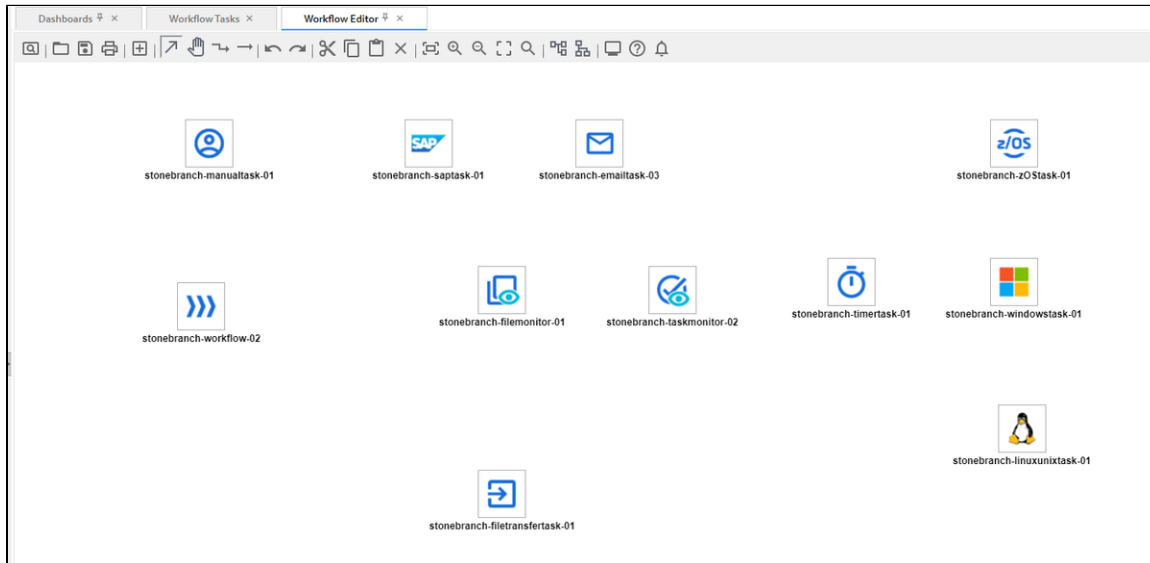 Dashboards
Workflow Tasks
Workflow Editor
SAP
z/OS
stonebranch-manualtask-01
stonebranch-saptask-01
stonebranch-emailtask-03
stonebranch-zOStask-01
stonebranch-filemonitor-01
stonebranch-taskmonitor-02
stonebranch-timertask-01
stonebranch-windowstask-01
stonebranch-workflow-02
stonebranch-linuxunixtask-01
stonebranch-filetransfertask-01